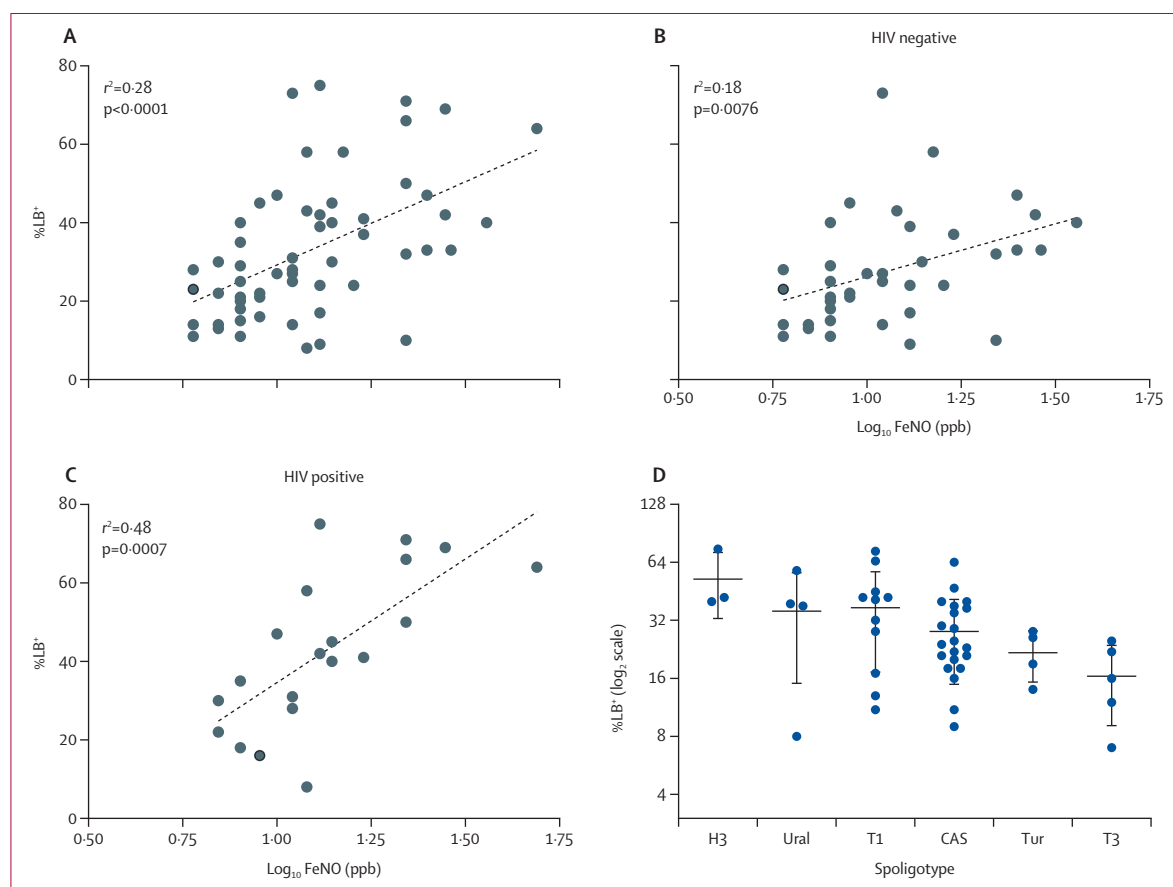 A
80
60
40
20
0
%LB⁺
r²=0·28
p<0·0001
B
HIV negative
r²=0·18
p=0·0076
0·50 0·75 1·00 1·25 1·50 1·75
Log₁₀ FeNO (ppb)
C
HIV positive
80
60
40
20
0
%LB⁺
r²=0·48
p=0·0007
0·50 0·75 1·00 1·25 1·50 1·75
Log₁₀ FeNO (ppb)
D
128
64
32
16
8
4
%LB⁺ (log₂ scale)
H3 Ural T1 CAS Tur T3
Spoligotype